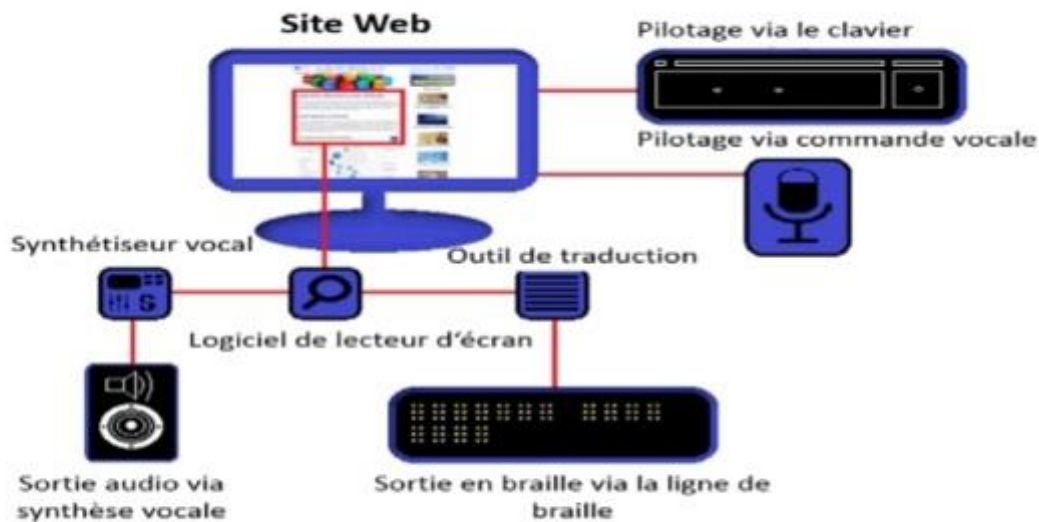 Site Web
Pilotage via le clavier
Pilotage via commande vocale
Synthétiseur vocal
Outil de traduction
Logiciel de lecteur d'écran
Sortie audio via
synthèse vocale
Sortie en braille via la ligne de
braille